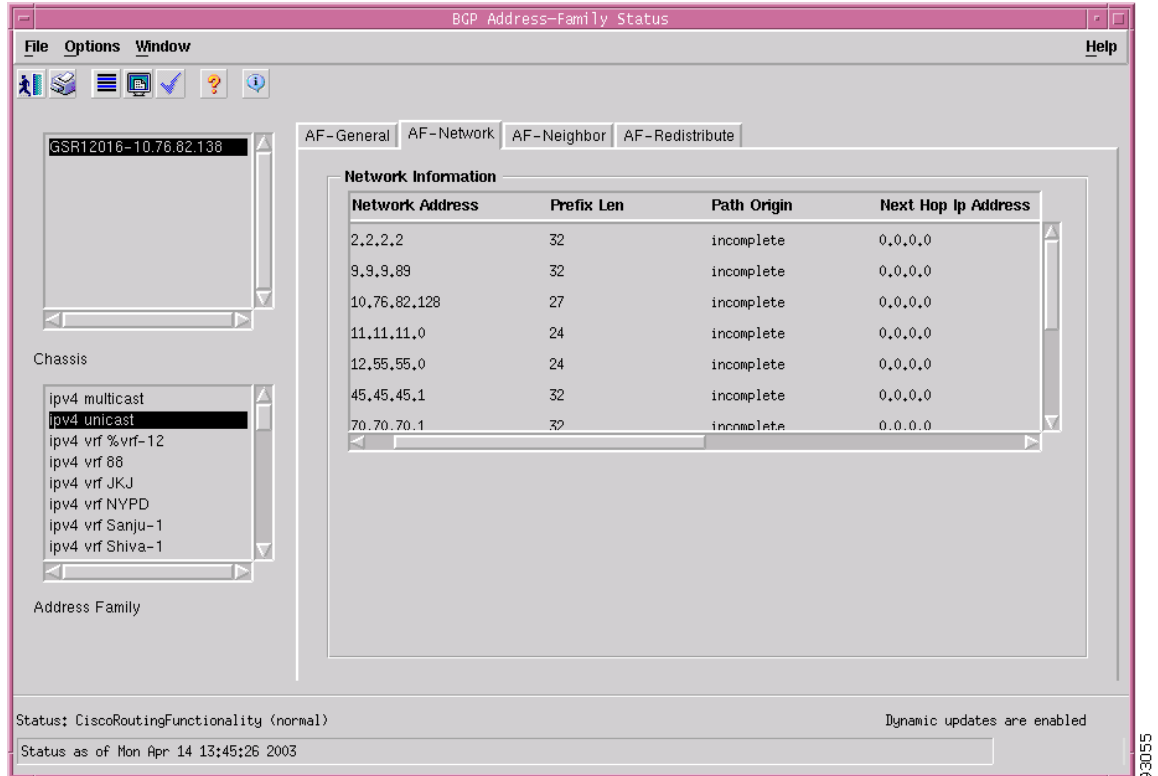 BGP Address-Family Status
File Options Window Help
GSR12016-10.76.82.138
Chassis
ipv4 multicast
ipv4 unicast
ipv4 vrf %vrf-12
ipv4 vrf 88
ipv4 vrf JKJ
ipv4 vrf NYPD
ipv4 vrf Sanju-1
ipv4 vrf Shiva-1
Address Family
AF-General AF-Network AF-Neighbor AF-Redistribute
Network Information
Network Address Prefix Len Path Origin Next Hop Ip Address
2.2.2.2 32 incomplete 0.0.0.0
9.9.9.89 32 incomplete 0.0.0.0
10.76.82.128 27 incomplete 0.0.0.0
11.11.11.0 24 incomplete 0.0.0.0
12.55.55.0 24 incomplete 0.0.0.0
45.45.45.1 32 incomplete 0.0.0.0
70.70.70.1 32 incomplete 0.0.0.0
Status: CiscoRoutingFunctionality (normal) Dynamic updates are enabled
Status as of Mon Apr 14 13:45:26 2003
93055